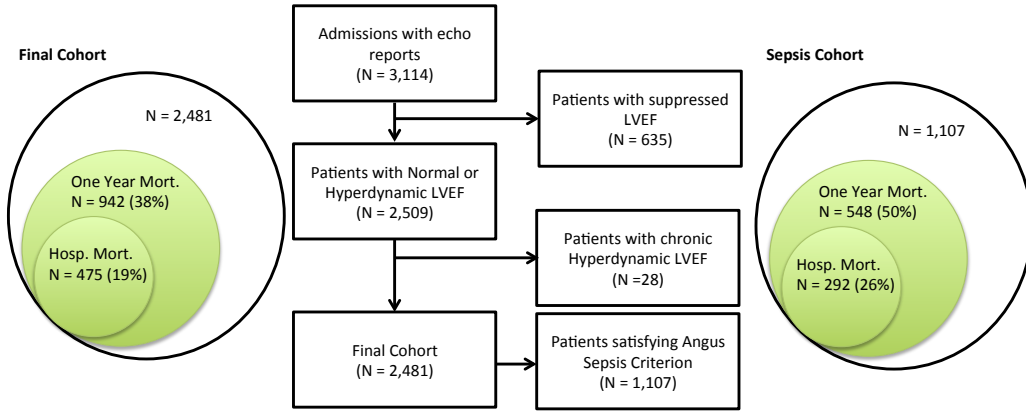 Final Cohort
N = 2,481
One Year Mort.
N = 942 (38%)
Hosp. Mort.
N = 475 (19%)
Admissions with echo
reports
(N = 3,114)
Patients with suppressed
LVEF
(N = 635)
Patients with Normal or
Hyperdynamic LVEF
(N = 2,509)
Patients with chronic
Hyperdynamic LVEF
(N =28)
Final Cohort
(N = 2,481)
Patients satisfying Angus
Sepsis Criterion
(N = 1,107)
Sepsis Cohort
N = 1,107
One Year Mort.
N = 548 (50%)
Hosp. Mort.
N = 292 (26%)